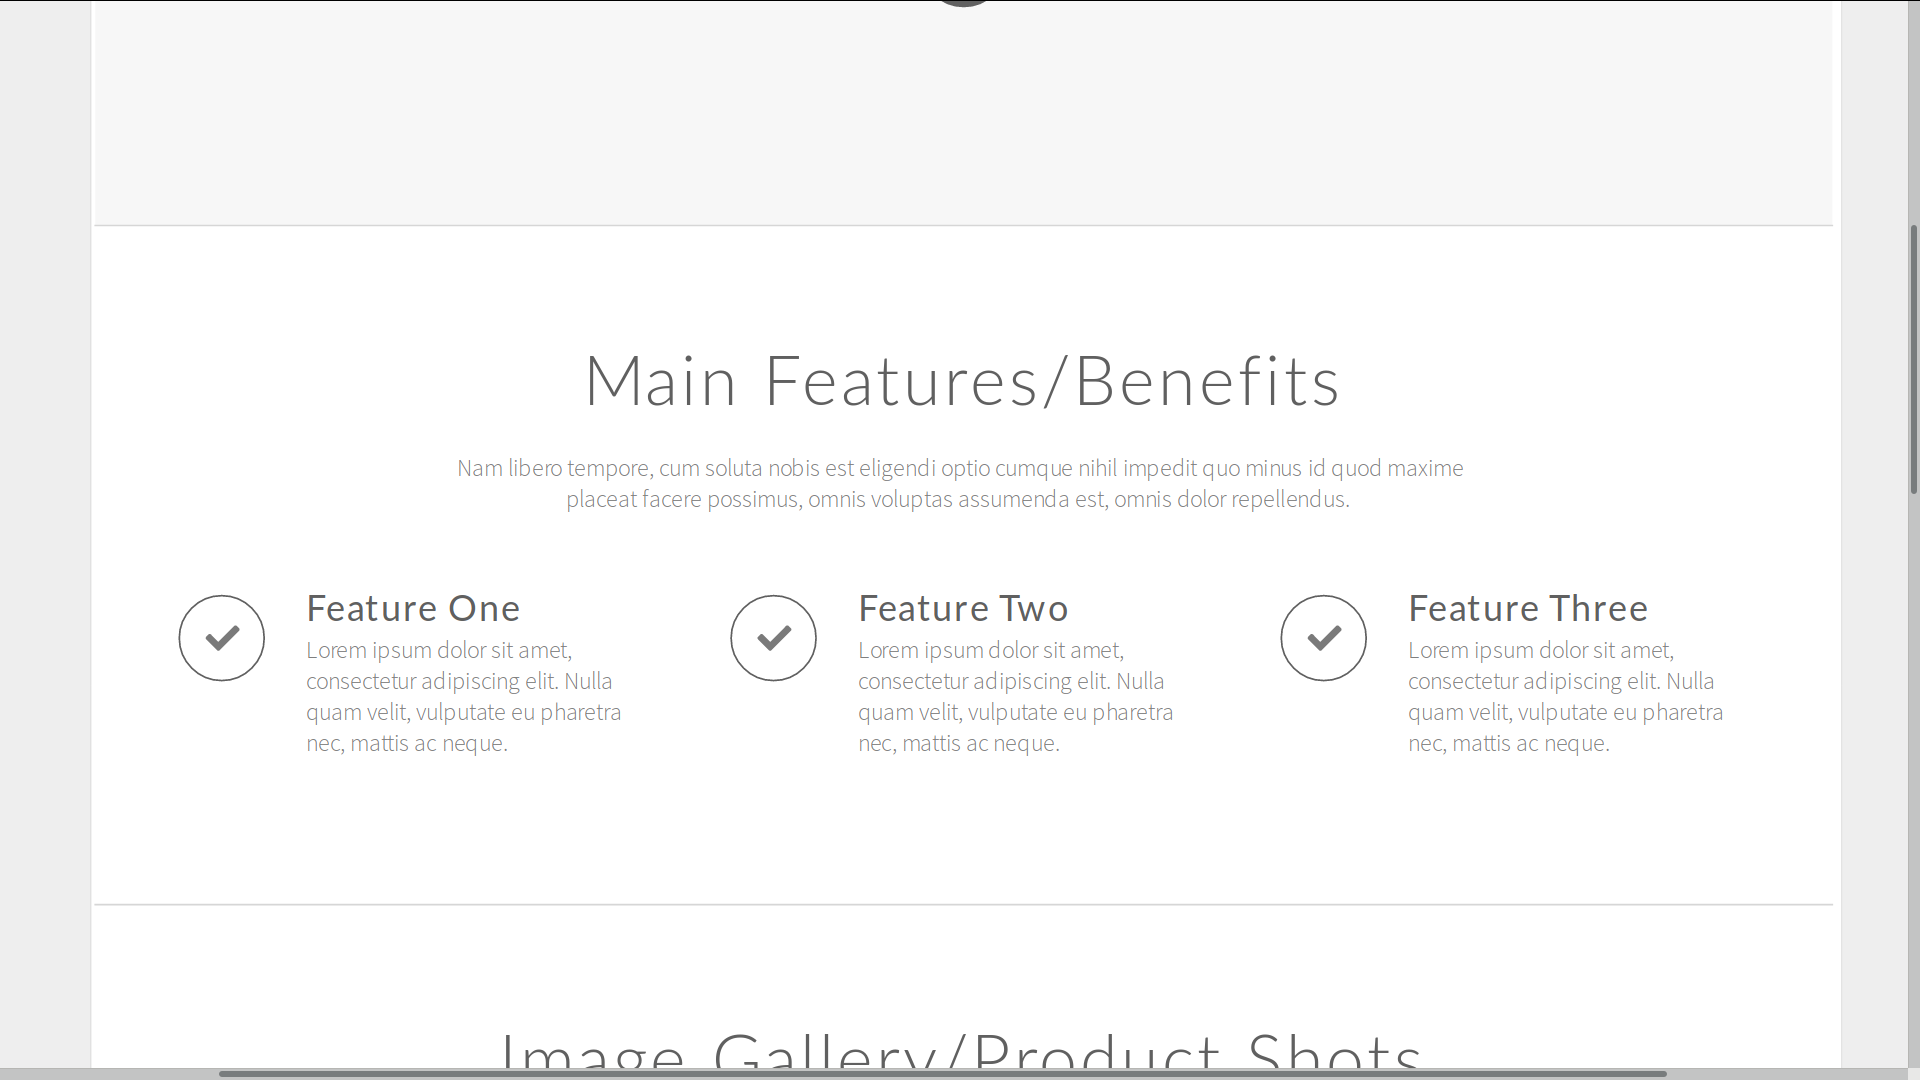 Main Features/Benefits
Nam libero tempore, cum soluta nobis est eligendi optio cumque nihil impedit quo minus id quod maxime
placeat facere possimus, omnis voluptas assumenda est, omnis dolor repellendus.
Feature One
Lorem ipsum dolor sit amet,
consectetur adipiscing elit. Nulla
quam velit, vulputate eu pharetra
nec, mattis ac neque.
Feature Two
Lorem ipsum dolor sit amet,
consectetur adipiscing elit. Nulla
quam velit, vulputate eu pharetra
nec, mattis ac neque.
Feature Three
Lorem ipsum dolor sit amet,
consectetur adipiscing elit. Nulla
quam velit, vulputate eu pharetra
nec, mattis ac neque.
Image Gallery/Product Shots